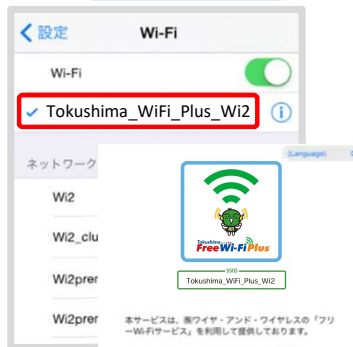 設定
Wi-Fi
Wi-Fi
Tokushima_WiFi_Plus_Wi2
ネットワーク
(Language)
Wi2
Wi2_clu
Wi2prer
Wi2prer
Tokushima
Free Wi-Fi Plus
SSID
Tokushima_WiFi_Plus_Wi2
本サービスは、㈱ワイヤ・アンド・ワイヤレスの「フリ
ーWi-Fiサービス」を利用して提供しております。